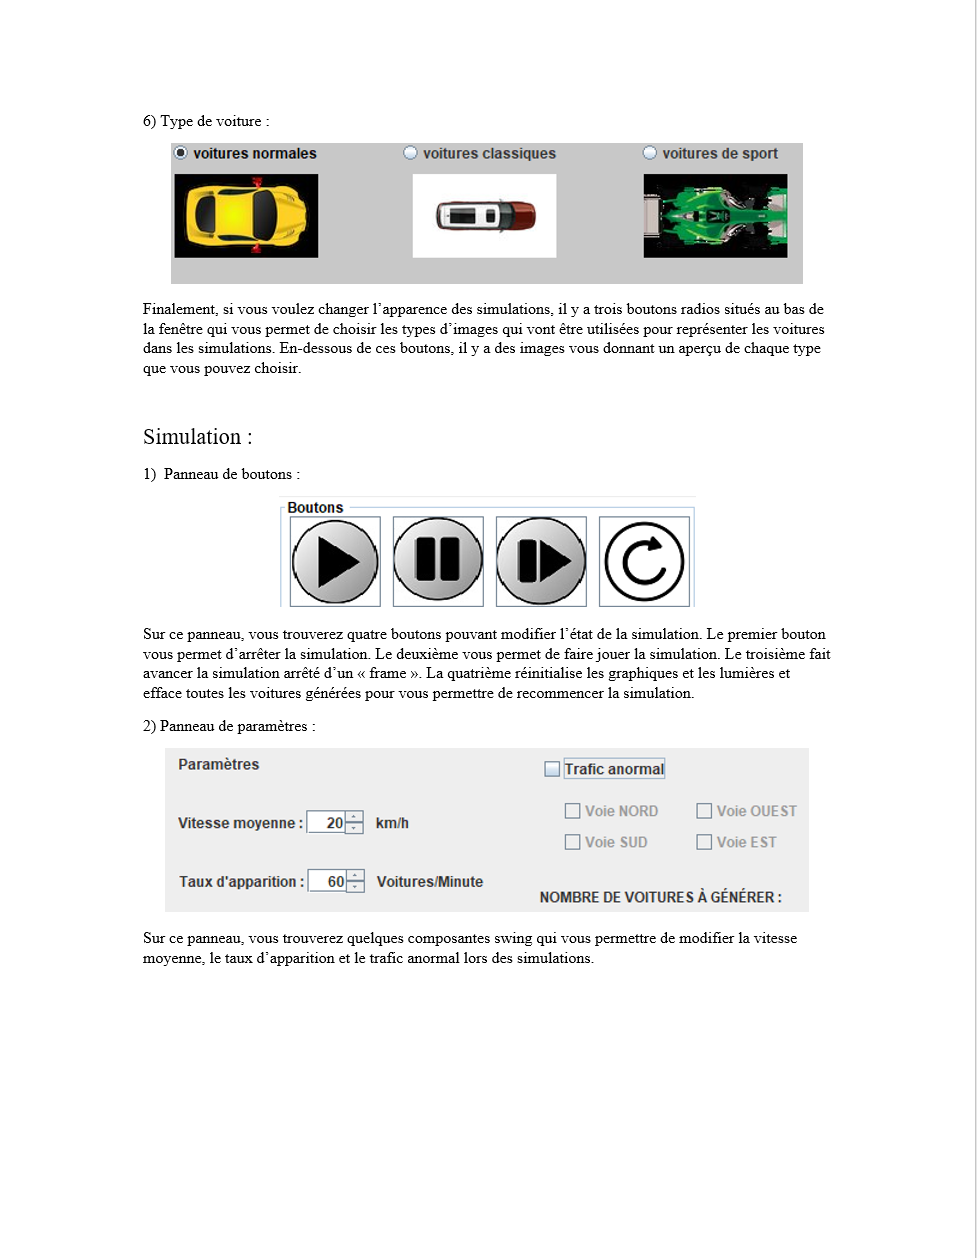 6) Type de voiture :
voitures normales voitures classiques voitures de sport
Finalement, si vous voulez changer l’apparence des simulations, il y a trois boutons radios situés au bas de
la fenêtre qui vous permet de choisir les types d’images qui vont être utilisées pour représenter les voitures
dans les simulations. En-dessous de ces boutons, il y a des images vous donnant un aperçu de chaque type
que vous pouvez choisir.
Simulation :
1) Panneau de boutons :
Boutons
Sur ce panneau, vous trouverez quatre boutons pouvant modifier l’état de la simulation. Le premier bouton
vous permet d’arrêter la simulation. Le deuxième vous permet de faire jouer la simulation. Le troisième fait
avancer la simulation arrêté d’un « frame ». La quatrième réinitialise les graphiques et les lumières et
efface toutes les voitures générées pour vous permettre de recommencer la simulation.
2) Panneau de paramètres :
Paramètres
Trafic anormal
Voie NORD Voie OUEST
Vitesse moyenne : 20 km/h
Voie SUD Voie EST
Taux d'apparition : 60 Voitures/Minute
NOMBRE DE VOITURES À GÉNÉRER :
Sur ce panneau, vous trouverez quelques composantes swing qui vous permettre de modifier la vitesse
moyenne, le taux d’apparition et le trafic anormal lors des simulations.